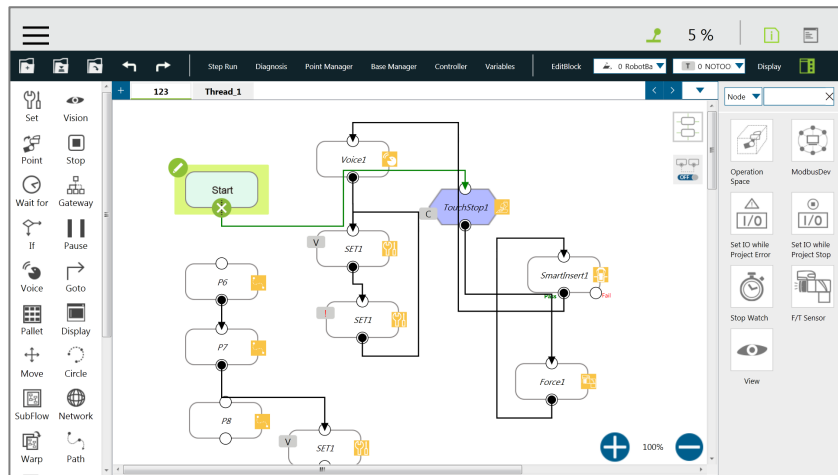 5 %
Step Run Diagnosis Point Manager Base Manager Controller Variables EditBlock 0 RobotBa T 0 NOTOO Display
123 Thread_1
Node
Set Vision
Point Stop
Wait for Gateway
If Pause
Voice Goto
Pallet Display
Move Circle
SubFlow Network
Warp Path
Start
Voice1
TouchStop1
C
V
SET1
SmartInsert1
Pass
Fail
P6
!
SET1
P7
Force1
P8
V
SET1
OFF
100%
Operation Space
ModbusDev
I/O
I/O
Set IO while Project Error
Set IO while Project Stop
Stop Watch
F/T Sensor
View